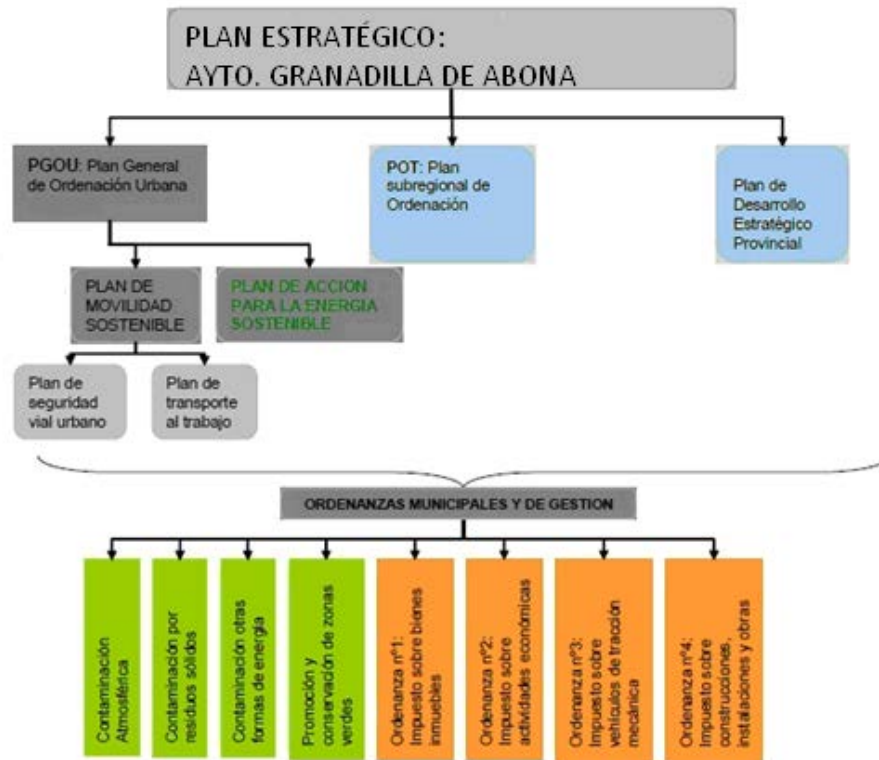 PLAN ESTRATÉGICO:
AYTO. GRANADILLA DE ABONA
PGOU: Plan General
de Ordenación Urbana
POT: Plan
subregional de
Ordenación
Plan de
Desarrollo
Estratégico
Provincial
PLAN DE
MOVILIDAD
SOSTENIBLE
PLAN DE ACCION
PARA LA ENERGIA
SOSTENIBLE
Plan de
seguridad
vial urbano
Plan de
transporte
al trabajo
ORDENANZAS MUNICIPALES Y DE GESTION
Contaminación
Atmosférica
Contaminación por
residuos sólidos
Contaminación otras
formas de energía
Promoción y
conservación de zonas
verdes
Ordenanza nº1:
Impuesto sobre bienes
inmuebles
Ordenanza nº2:
Impuesto sobre
actividades económicas
Ordenanza nº3:
Impuesto sobre
vehículos de tracción
mecánica
Ordenanza nº4:
Impuesto sobre
construcciones,
instalaciones y obras